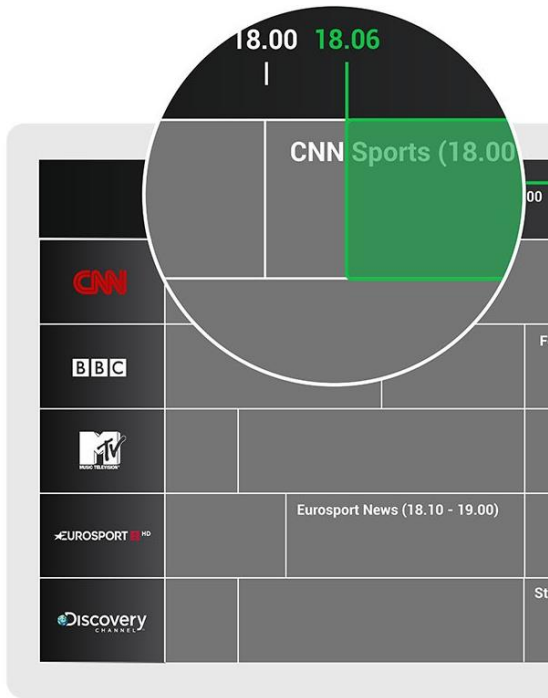 18.00 18.06
CNN Sports (18.00
00
CNN
F
BBC
MTV
MUSIC TELEVISION
EUROSPORT HD
Eurosport News (18.10 - 19.00)
St
Discovery
CHANNEL